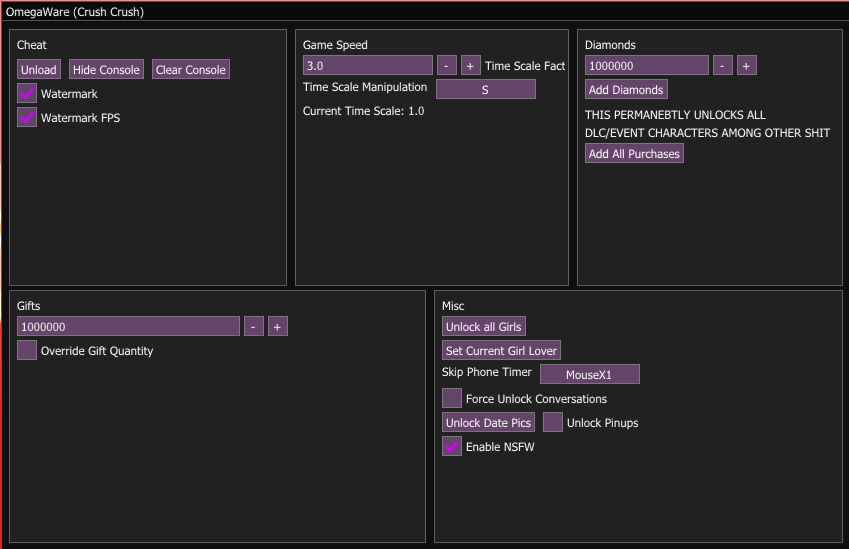 OmegaWare (Crush Crush)
Cheat
Unload Hide Console Clear Console
Watermark
Watermark FPS
Game Speed
3.0 - + Time Scale Fact
Time Scale Manipulation S
Current Time Scale: 1.0
Diamonds
1000000 - +
Add Diamonds
THIS PERMANEBTLY UNLOCKS ALL
DLC/EVENT CHARACTERS AMONG OTHER SHIT
Add All Purchases
Gifts
1000000 - +
Override Gift Quantity
Misc
Unlock all Girls
Set Current Girl Lover
Skip Phone Timer MouseX1
Force Unlock Conversations
Unlock Date Pics Unlock Pinups
Enable NSFW